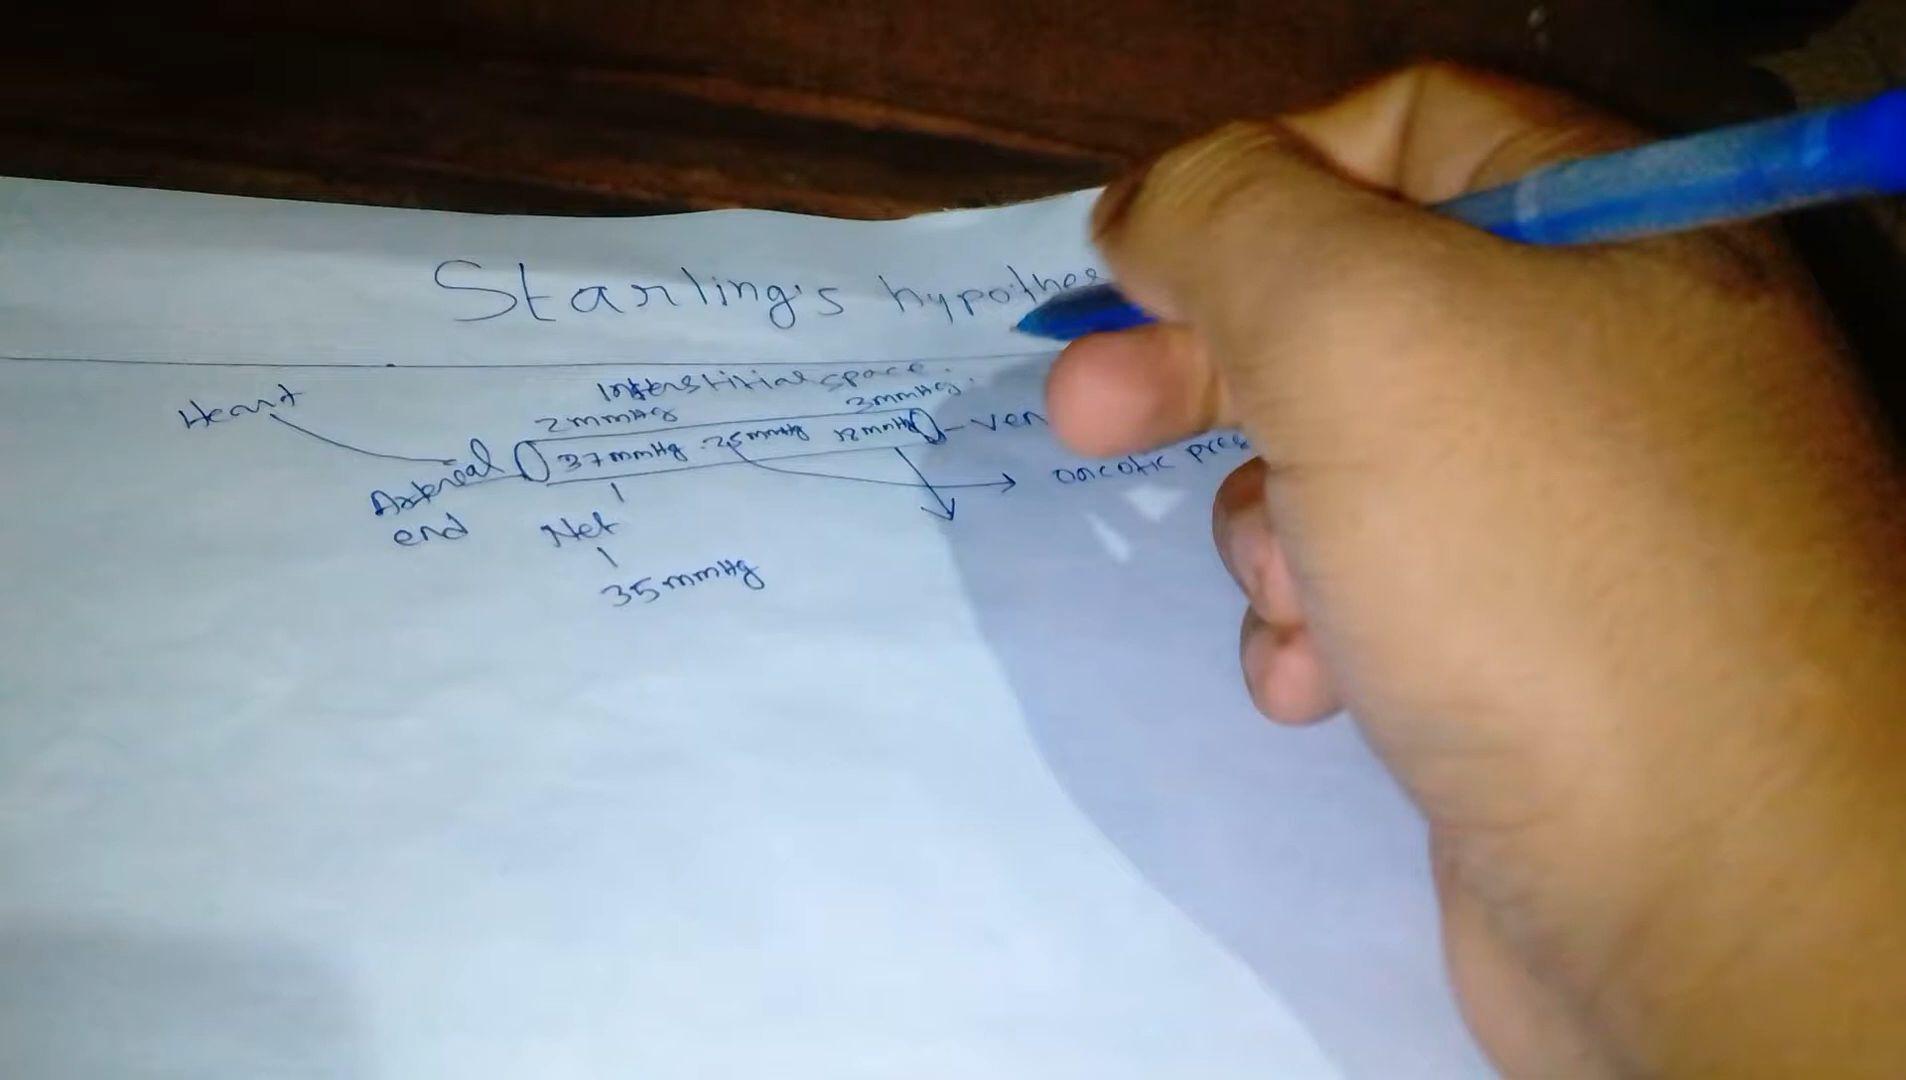 Starling's hypothes
Heart
Interstitial space.
2mmHg 3mmHg.
37mmHg 25mmHg 12mmHg - ven
Arterial
end
oncotic pres
Net
35mmHg